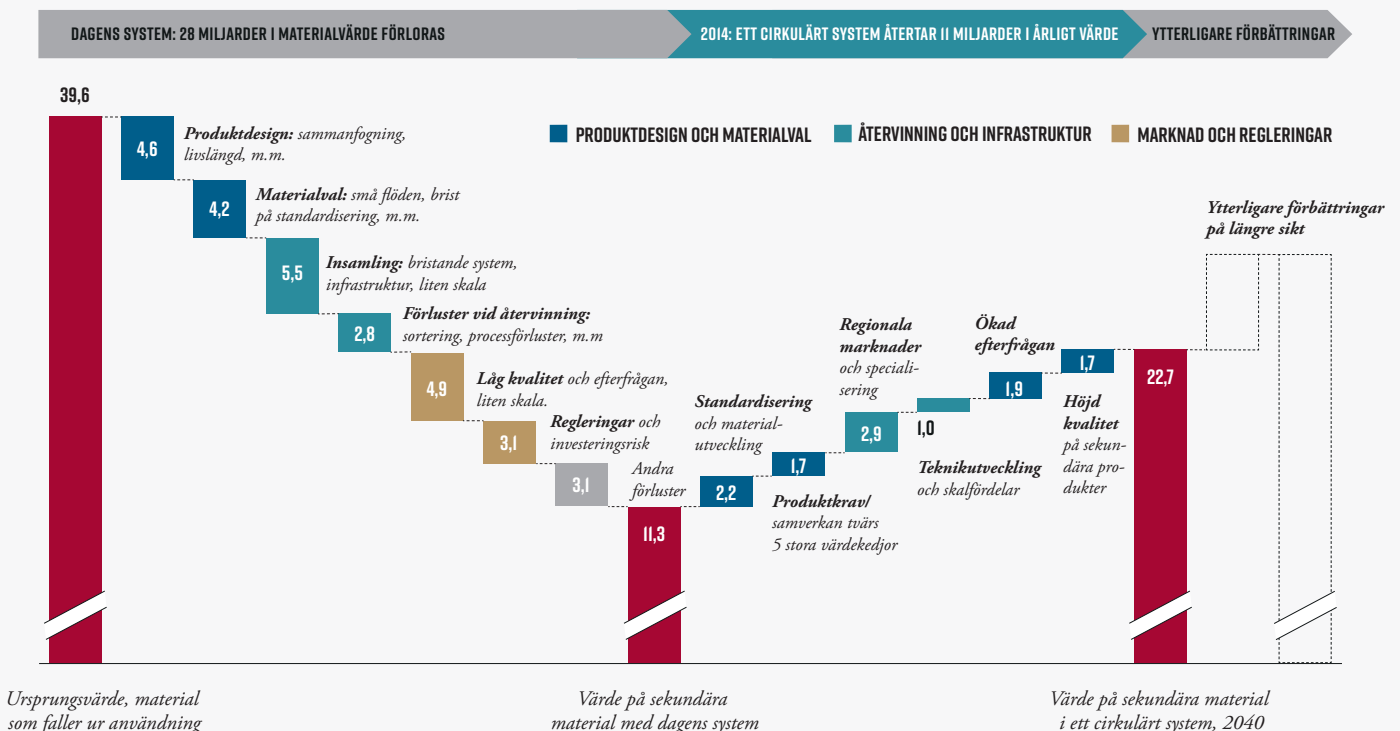 DAGENS SYSTEM: 28 MILJARDER I MATERIALVÄRDE FÖRLORAS
2014: ETT CIRKULÄRT SYSTEM ÅTERTAR 11 MILJARDER I ÅRLIGT VÄRDE
YTTERLIGARE FÖRBÄTTRINGAR
39,6
PRODUKTDESIGN OCH MATERIALVAL
ÅTERVINNING OCH INFRASTRUKTUR
MARKNAD OCH REGLERINGAR
4,6
Produktdesign: sammanfogning,
livslängd, m.m.
4,2
Materialval: små flöden, brist
på standardisering, m.m.
5,5
Insamling: bristande system,
infrastruktur, liten skala
2,8
Förluster vid återvinning:
sortering, processförluster, m.m
4,9
Låg kvalitet och efterfrågan,
liten skala.
3,1
Regleringar och
investeringsrisk
3,1
Andra
förluster
11,3
2,2
Standardisering
och material-
utveckling
1,7
Produktkrav/
samverkan tvärs
5 stora värdekedjor
2,9
Regionala
marknader
och speciali-
sering
1,0
Teknikutveckling
och skalfördelar
1,9
Ökad
efterfrågan
1,7
Höjd
kvalitet
på sekun-
dära pro-
dukter
22,7
Ytterligare förbättringar
på längre sikt
Ursprungsvärde, material
som faller ur användning
Värde på sekundära
material med dagens system
Värde på sekundära material
i ett cirkulärt system, 2040